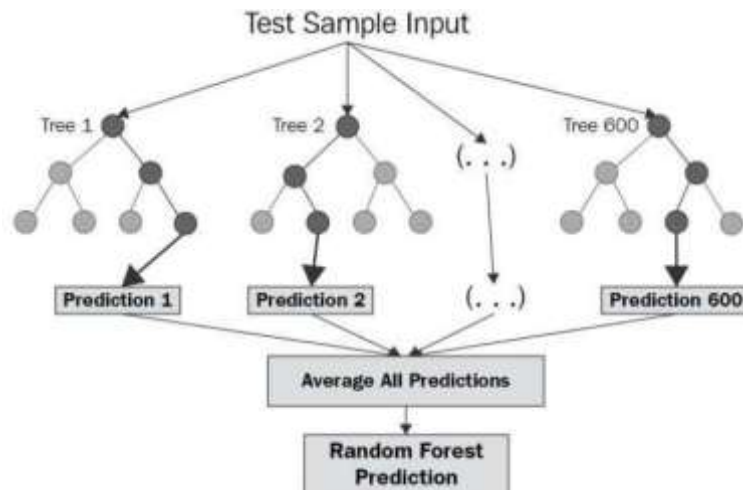 Test Sample Input
Tree 1
Tree 2
(. . .)
Tree 600
Prediction 1
Prediction 2
(. . .)
Prediction 600
Average All Predictions
Random Forest
Prediction